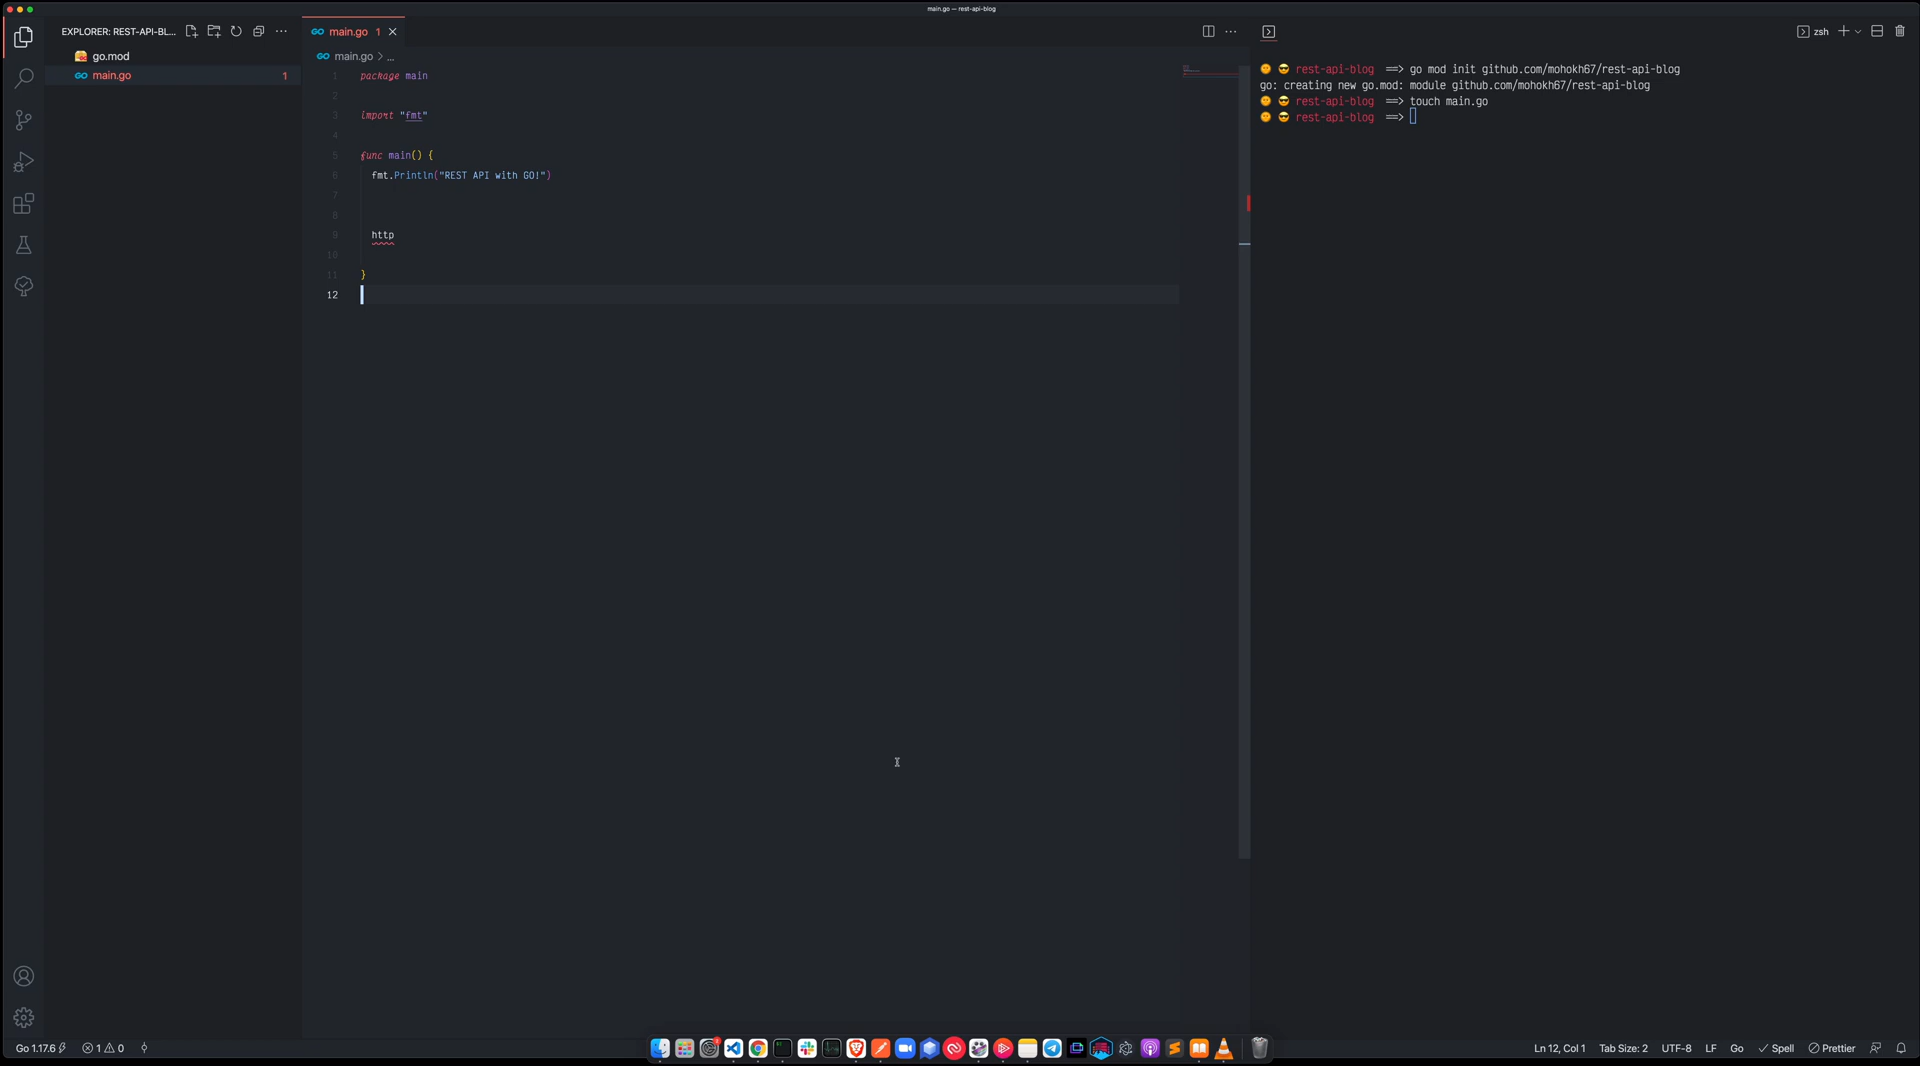 main.go — rest-api-blog
EXPLORER: REST-API-BL...
go.mod
main.go 1
main.go 1
main.go > ...
1 package main
2
3 import "fmt"
4
5 func main() {
6 fmt.Println("REST API with GO!")
7
8
9 http
10
11 }
12
zsh
rest-api-blog ==> go mod init github.com/mohokh67/rest-api-blog
go: creating new go.mod: module github.com/mohokh67/rest-api-blog
rest-api-blog ==> touch main.go
rest-api-blog ==>
Go 1.17.6 1 0
Ln 12, Col 1 Tab Size: 2 UTF-8 LF Go Spell Prettier